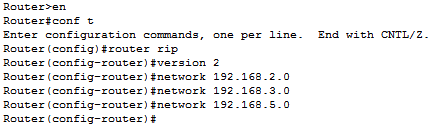 Router>en
Router#conf t
Enter configuration commands, one per line.  End with CNTL/Z.
Router(config)#router rip
Router(config-router)#version 2
Router(config-router)#network 192.168.2.0
Router(config-router)#network 192.168.3.0
Router(config-router)#network 192.168.5.0
Router(config-router)#